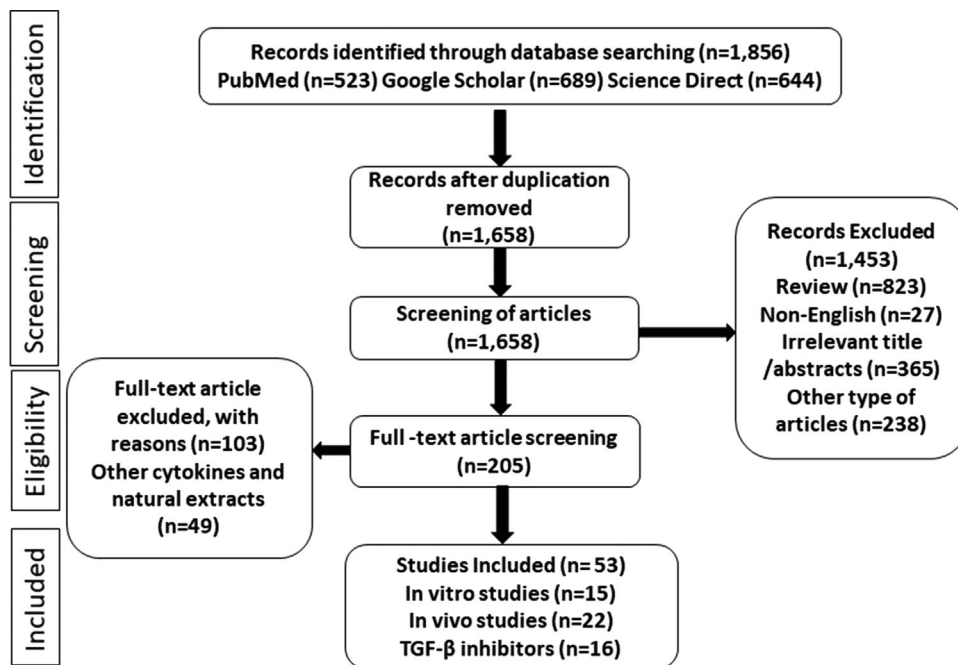 Identification
Records identified through database searching (n=1,856)
PubMed (n=523) Google Scholar (n=689) Science Direct (n=644)
Records after duplication
removed
(n=1,658)
Screening
Screening of articles
(n=1,658)
Records Excluded
(n=1,453)
Review (n=823)
Non-English (n=27)
Irrelevant title
/abstracts (n=365)
Other type of
articles (n=238)
Eligibility
Full-text article
excluded, with
reasons (n=103)
Other cytokines and
natural extracts
(n=49)
Full -text article screening
(n=205)
Included
Studies Included (n= 53)
In vitro studies (n=15)
In vivo studies (n=22)
TGF-β inhibitors (n=16)